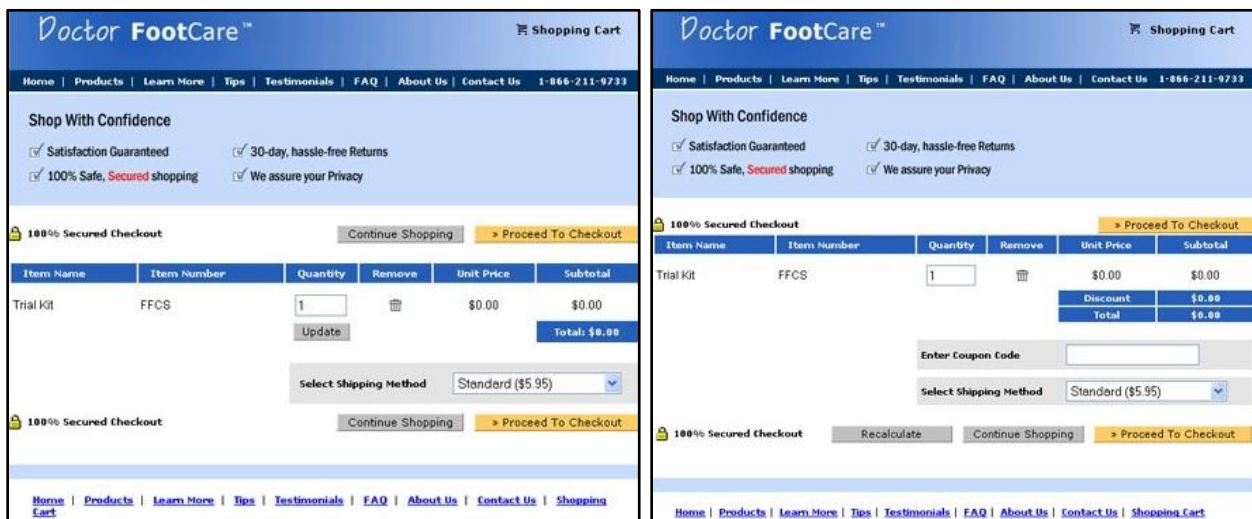 Doctor FootCare™
Shopping Cart
Home | Products | Learn More | Tips | Testimonials | FAQ | About Us | Contact Us 1-866-211-9733
Shop With Confidence
Satisfaction Guaranteed 30-day, hassle-free Returns
100% Safe, Secured shopping We assure your Privacy
100% Secured Checkout Continue Shopping » Proceed To Checkout
Item Name Item Number Quantity Remove Unit Price Subtotal
Trial Kit FFCS 1 $0.00 $0.00
Update Total: $0.00
Select Shipping Method Standard ($5.95)
100% Secured Checkout Continue Shopping » Proceed To Checkout
Home | Products | Learn More | Tips | Testimonials | FAQ | About Us | Contact Us | Shopping
Cart
Doctor FootCare™
Shopping Cart
Home | Products | Learn More | Tips | Testimonials | FAQ | About Us | Contact Us 1-866-211-9733
Shop With Confidence
Satisfaction Guaranteed 30-day, hassle-free Returns
100% Safe, Secured shopping We assure your Privacy
100% Secured Checkout » Proceed To Checkout
Item Name Item Number Quantity Remove Unit Price Subtotal
Trial Kit FFCS 1 $0.00 $0.00
Discount $0.00
Total $0.00
Enter Coupon Code
Select Shipping Method Standard ($5.95)
100% Secured Checkout Recalculate Continue Shopping » Proceed To Checkout
Home | Products | Learn More | Tips | Testimonials | FAQ | About Us | Contact Us | Shopping Cart